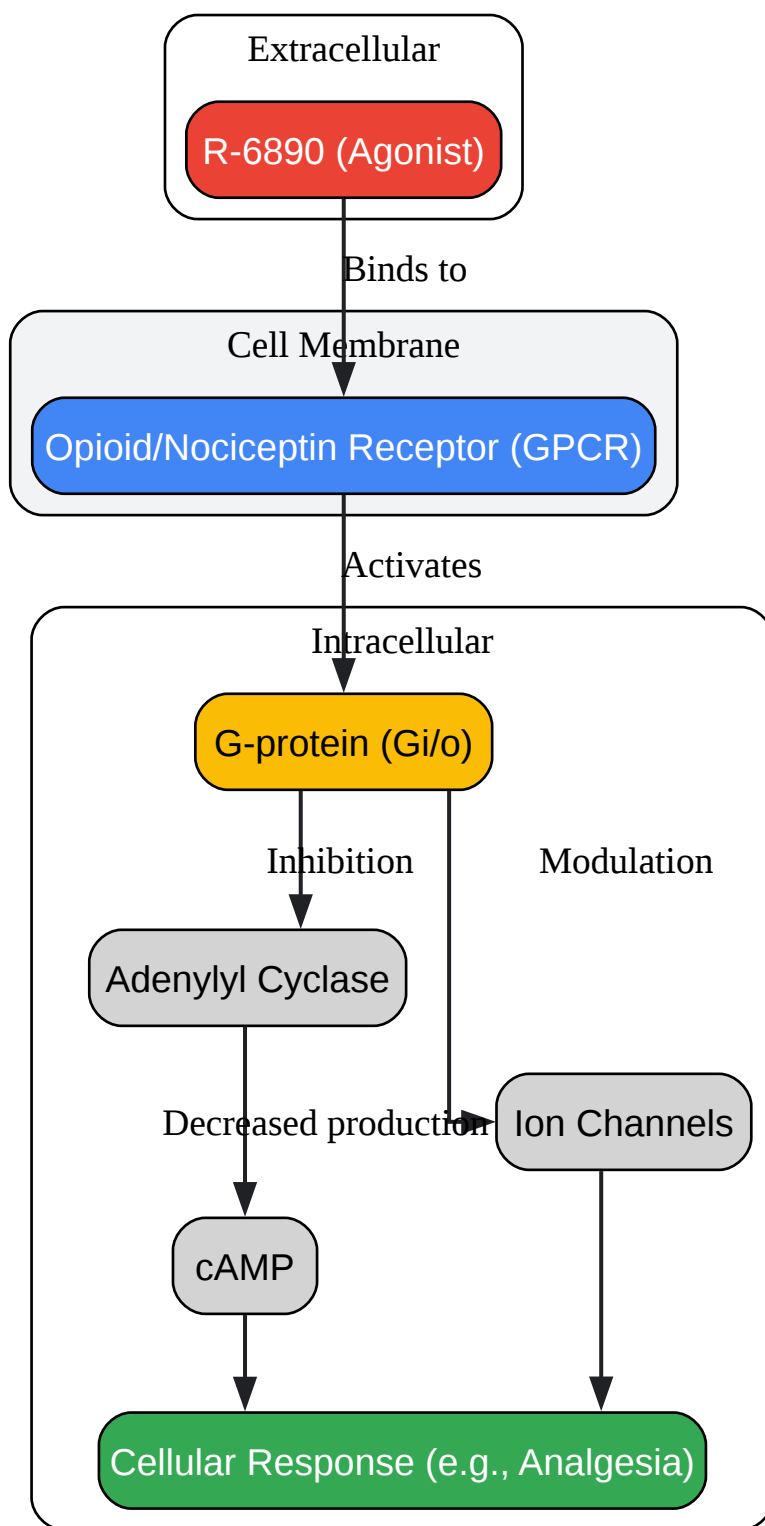 Extracellular
R-6890 (Agonist)
Binds to
Cell Membrane
Opioid/Nociceptin Receptor (GPCR)
Activates
Intracellular
G-protein (Gi/o)
Inhibition
Modulation
Adenylyl Cyclase
Decreased production
Ion Channels
cAMP
Cellular Response (e.g., Analgesia)